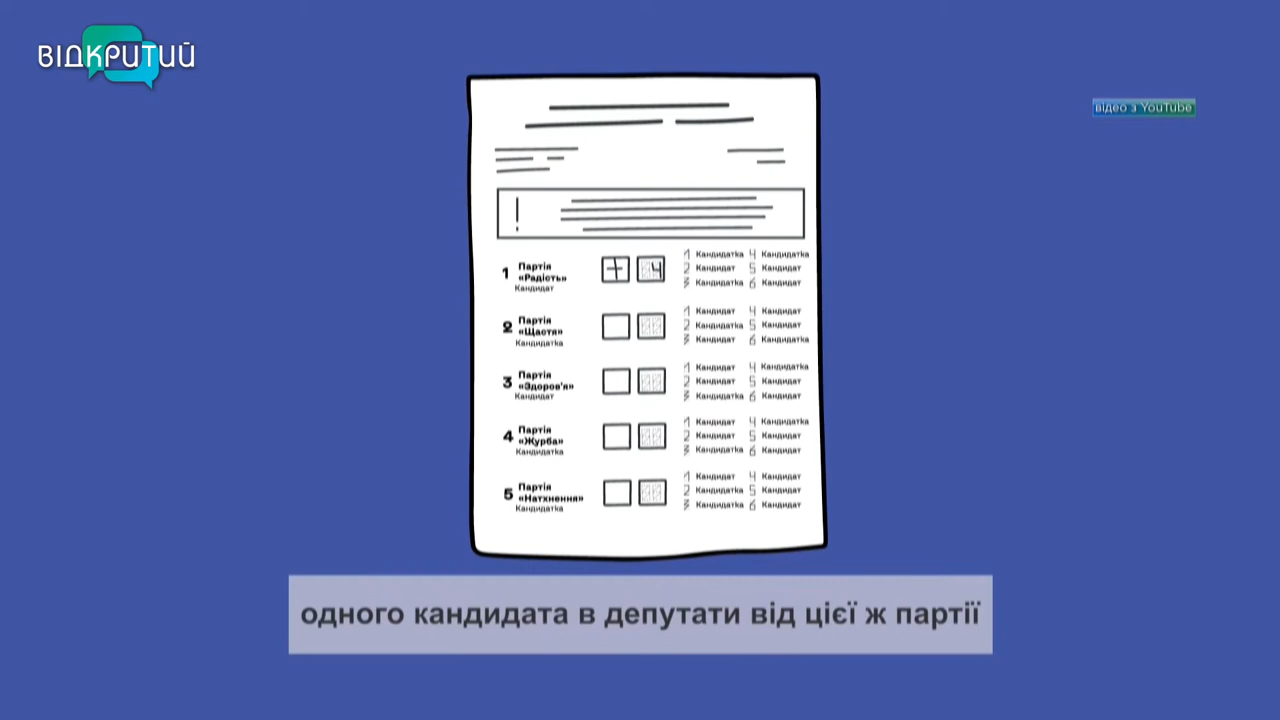 ВІДКРИТИЙ
відео з YouTube
!
1 Партія «Радість» Кандидат + 4 1 Кандидатка 4 Кандидатка
2 Кандидат 5 Кандидат
3 Кандидатка 6 Кандидат
2 Партія «Щастя» Кандидатка 1 Кандидат 4 Кандидат
2 Кандидатка 5 Кандидат
3 Кандидат 6 Кандидатка
3 Партія «Здоров'я» Кандидат 1 Кандидат 4 Кандидатка
2 Кандидат 5 Кандидат
3 Кандидатка 6 Кандидат
4 Партія «Журба» Кандидатка 1 Кандидат 4 Кандидатка
2 Кандидат 5 Кандидат
3 Кандидатка 6 Кандидат
5 Партія «Натхнення» Кандидатка 1 Кандидат 4 Кандидат
2 Кандидатка 5 Кандидат
3 Кандидатка 6 Кандидат
одного кандидата в депутати від цієї ж партії